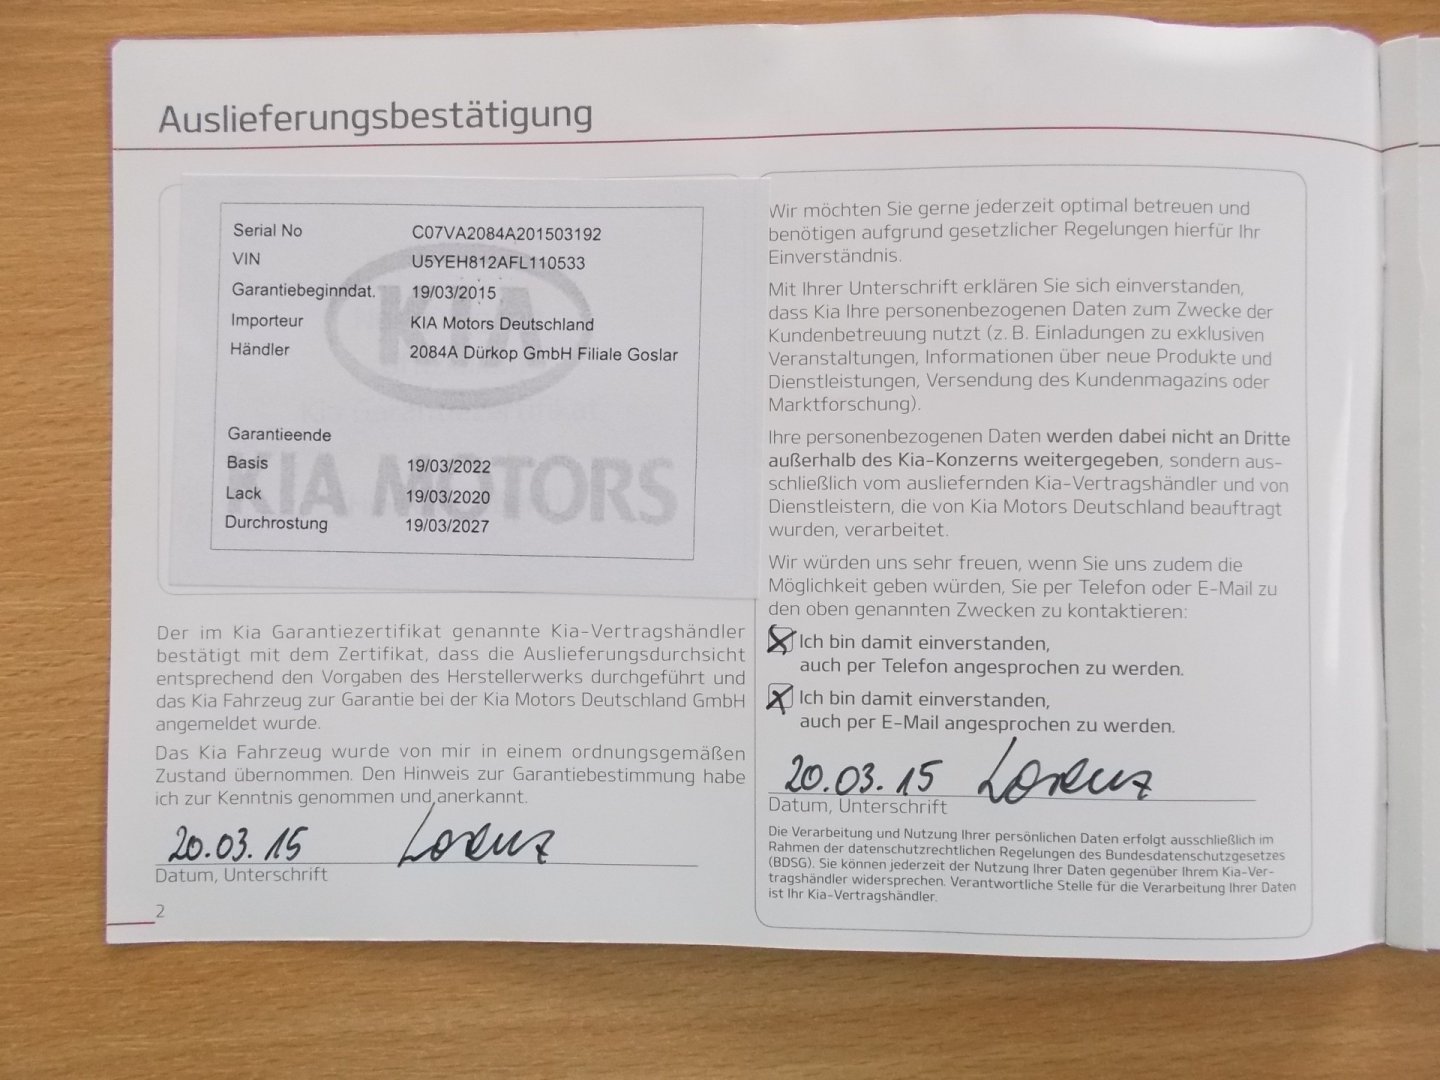 Auslieferungsbestätigung
Serial No C07VA2084A201503192
VIN U5YEH812AFL110533
Garantiebeginndat. 19/03/2015
Importeur KIA Motors Deutschland
Händler 2084A Dürkop GmbH Filiale Goslar
Garantieende
Basis 19/03/2022
Lack 19/03/2020
Durchrostung 19/03/2027
KIA
KIA MOTORS
Der im Kia Garantiezertifikat genannte Kia-Vertragshändler
bestätigt mit dem Zertifikat, dass die Auslieferungsdurchsicht
entsprechend den Vorgaben des Herstellerwerks durchgeführt und
das Kia Fahrzeug zur Garantie bei der Kia Motors Deutschland GmbH
angemeldet wurde.
Das Kia Fahrzeug wurde von mir in einem ordnungsgemäßen
Zustand übernommen. Den Hinweis zur Garantiebestimmung habe
ich zur Kenntnis genommen und anerkannt.
20.03.15 Lorenz
Datum, Unterschrift
2
Wir möchten Sie gerne jederzeit optimal betreuen und
benötigen aufgrund gesetzlicher Regelungen hierfür Ihr
Einverständnis.
Mit Ihrer Unterschrift erklären Sie sich einverstanden,
dass Kia Ihre personenbezogenen Daten zum Zwecke der
Kundenbetreuung nutzt (z. B. Einladungen zu exklusiven
Veranstaltungen, Informationen über neue Produkte und
Dienstleistungen, Versendung des Kundenmagazins oder
Marktforschung).
Ihre personenbezogenen Daten werden dabei nicht an Dritte
außerhalb des Kia-Konzerns weitergegeben, sondern aus-
schließlich vom ausliefernden Kia-Vertragshändler und von
Dienstleistern, die von Kia Motors Deutschland beauftragt
wurden, verarbeitet.
Wir würden uns sehr freuen, wenn Sie uns zudem die
Möglichkeit geben würden, Sie per Telefon oder E-Mail zu
den oben genannten Zwecken zu kontaktieren:
Ich bin damit einverstanden,
auch per Telefon angesprochen zu werden.
Ich bin damit einverstanden,
auch per E-Mail angesprochen zu werden.
20.03.15 Lorenz
Datum, Unterschrift
Die Verarbeitung und Nutzung Ihrer persönlichen Daten erfolgt ausschließlich im
Rahmen der datenschutzrechtlichen Regelungen des Bundesdatenschutzgesetzes
(BDSG). Sie können jederzeit der Nutzung Ihrer Daten gegenüber Ihrem Kia-Ver-
tragshändler widersprechen. Verantwortliche Stelle für die Verarbeitung Ihrer Daten
ist Ihr Kia-Vertragshändler.